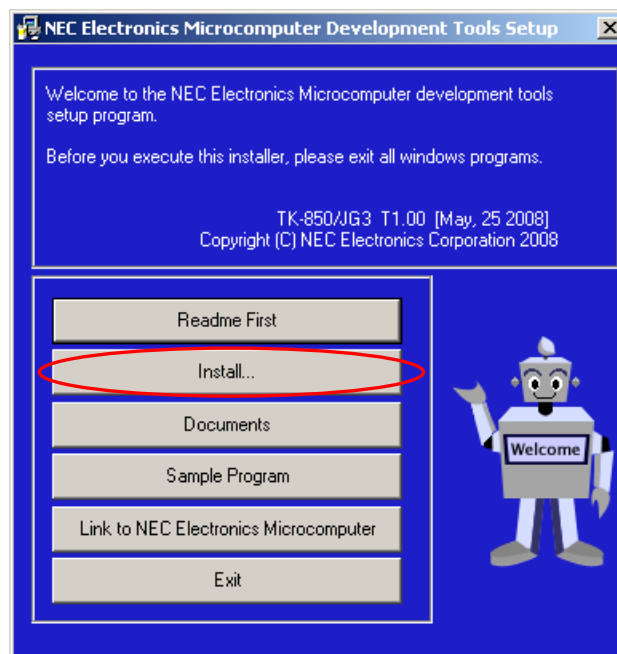 NEC Electronics Microcomputer Development Tools Setup
Welcome to the NEC Electronics Microcomputer development tools
setup program.
Before you execute this installer, please exit all windows programs.
TK-850/JG3 T1.00 [May, 25 2008]
Copyright (C) NEC Electronics Corporation 2008
Readme First
Install...
Welcome
Documents
Sample Program
Link to NEC Electronics Microcomputer
Exit